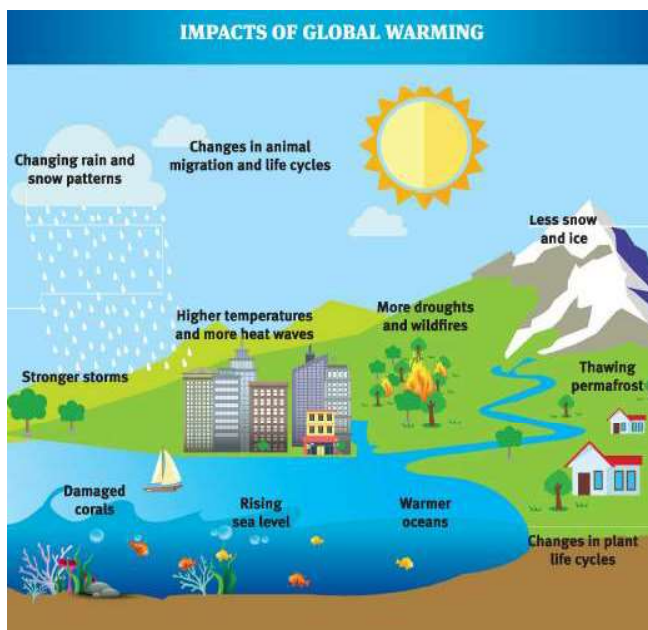 IMPACTS OF GLOBAL WARMING
Changing rain and
snow patterns
Changes in animal
migration and life cycles
Less snow
and ice
Higher temperatures
and more heat waves
More droughts
and wildfires
Stronger storms
Thawing
permafrost
Damaged
corals
Rising
sea level
Warmer
oceans
Changes in plant
life cycles